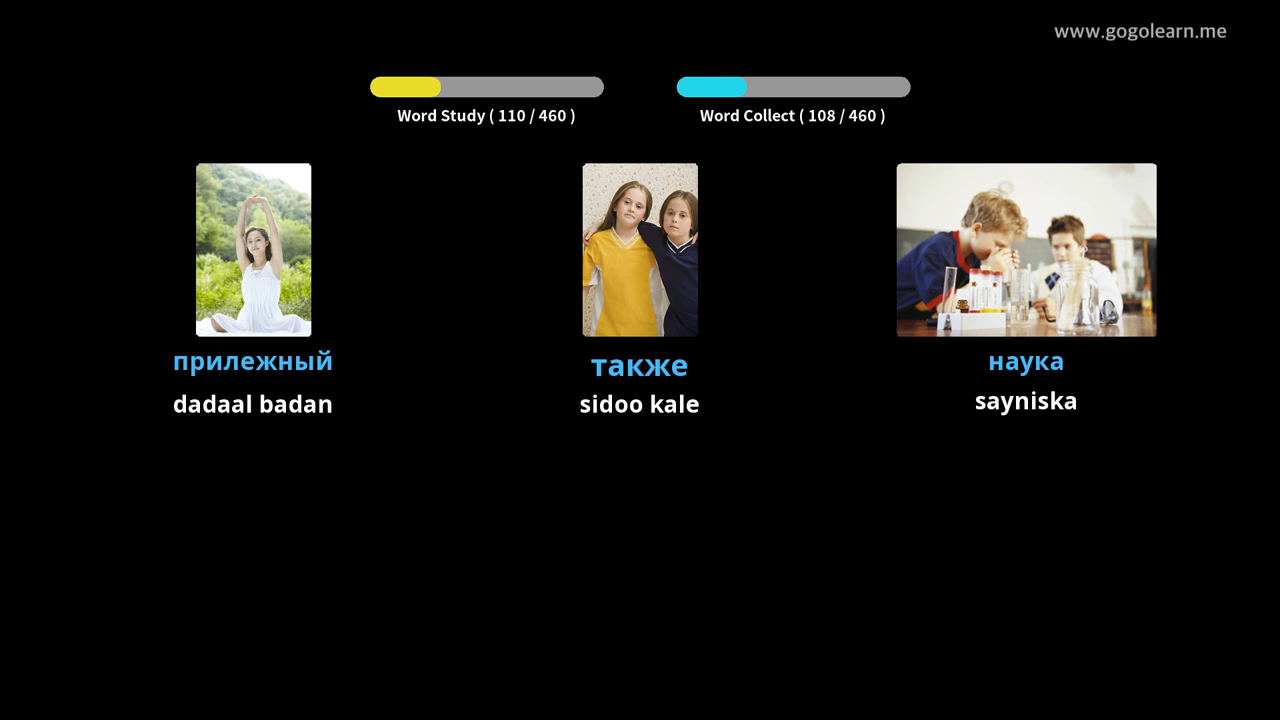 www.gogolearn.me
Word Study ( 110 / 460 )
Word Collect ( 108 / 460 )
прилежный
dadaal badan
также
sidoo kale
наука
sayniska